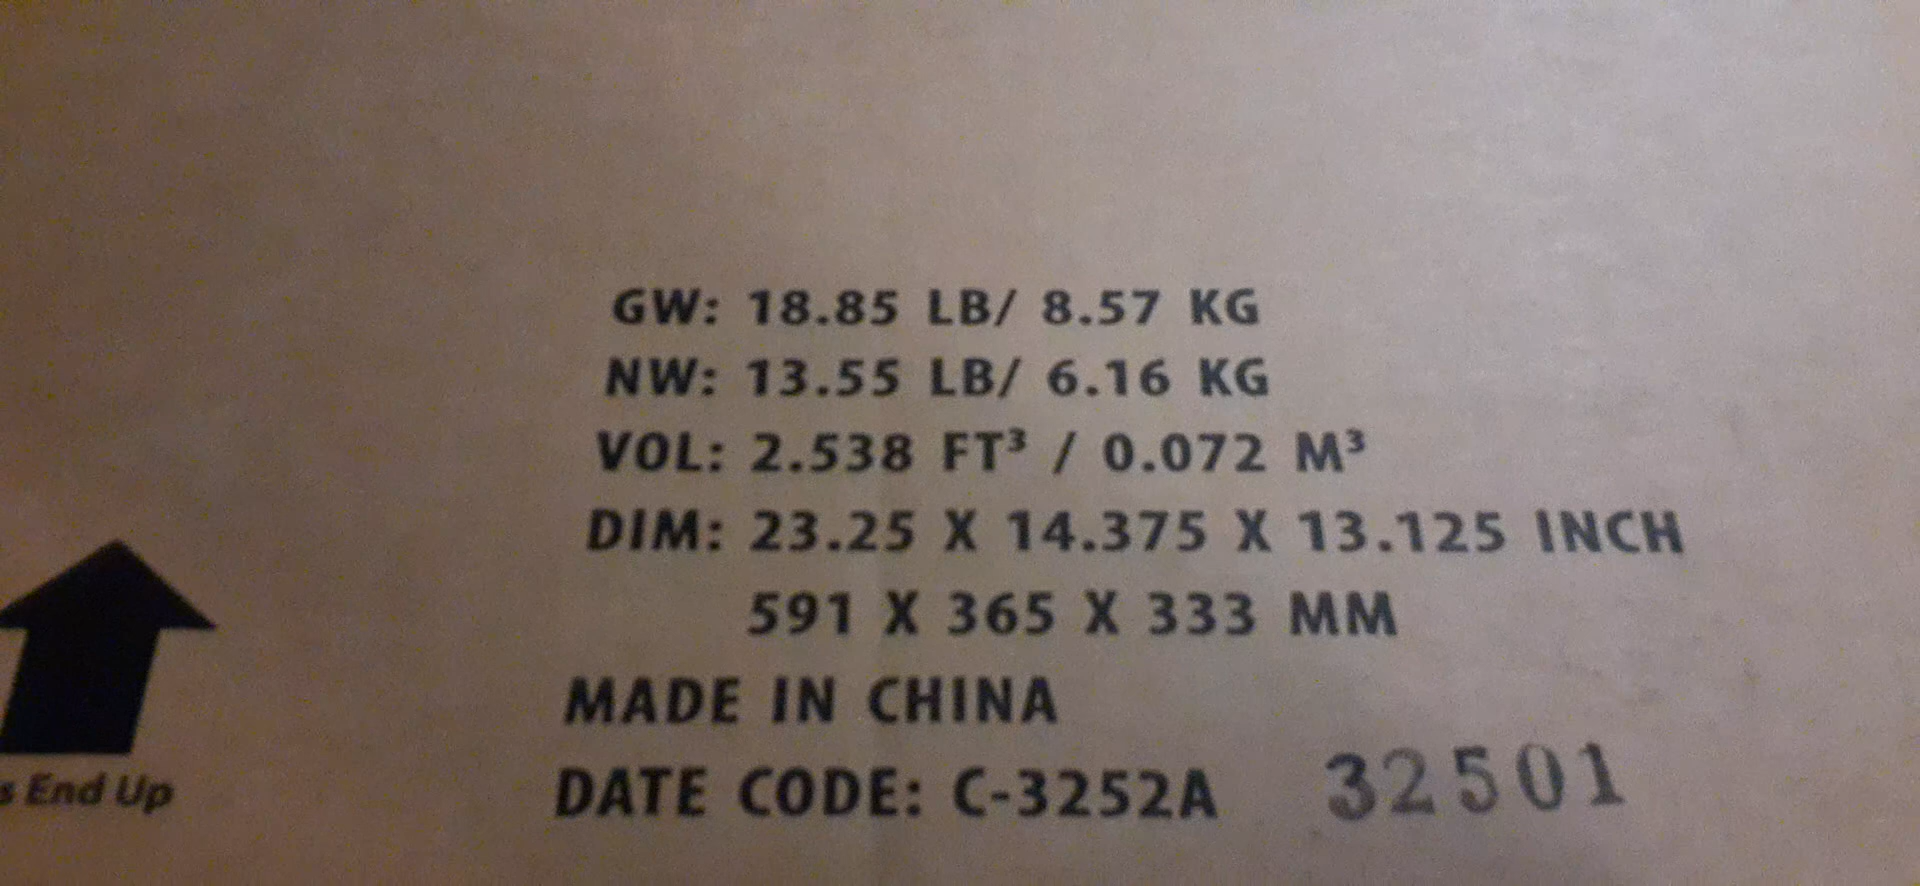 GW: 18.85 LB/ 8.57 KG
NW: 13.55 LB/ 6.16 KG
VOL: 2.538 FT³ / 0.072 M³
DIM: 23.25 X 14.375 X 13.125 INCH
591 X 365 X 333 MM
MADE IN CHINA
DATE CODE: C-3252A 32501
s End Up